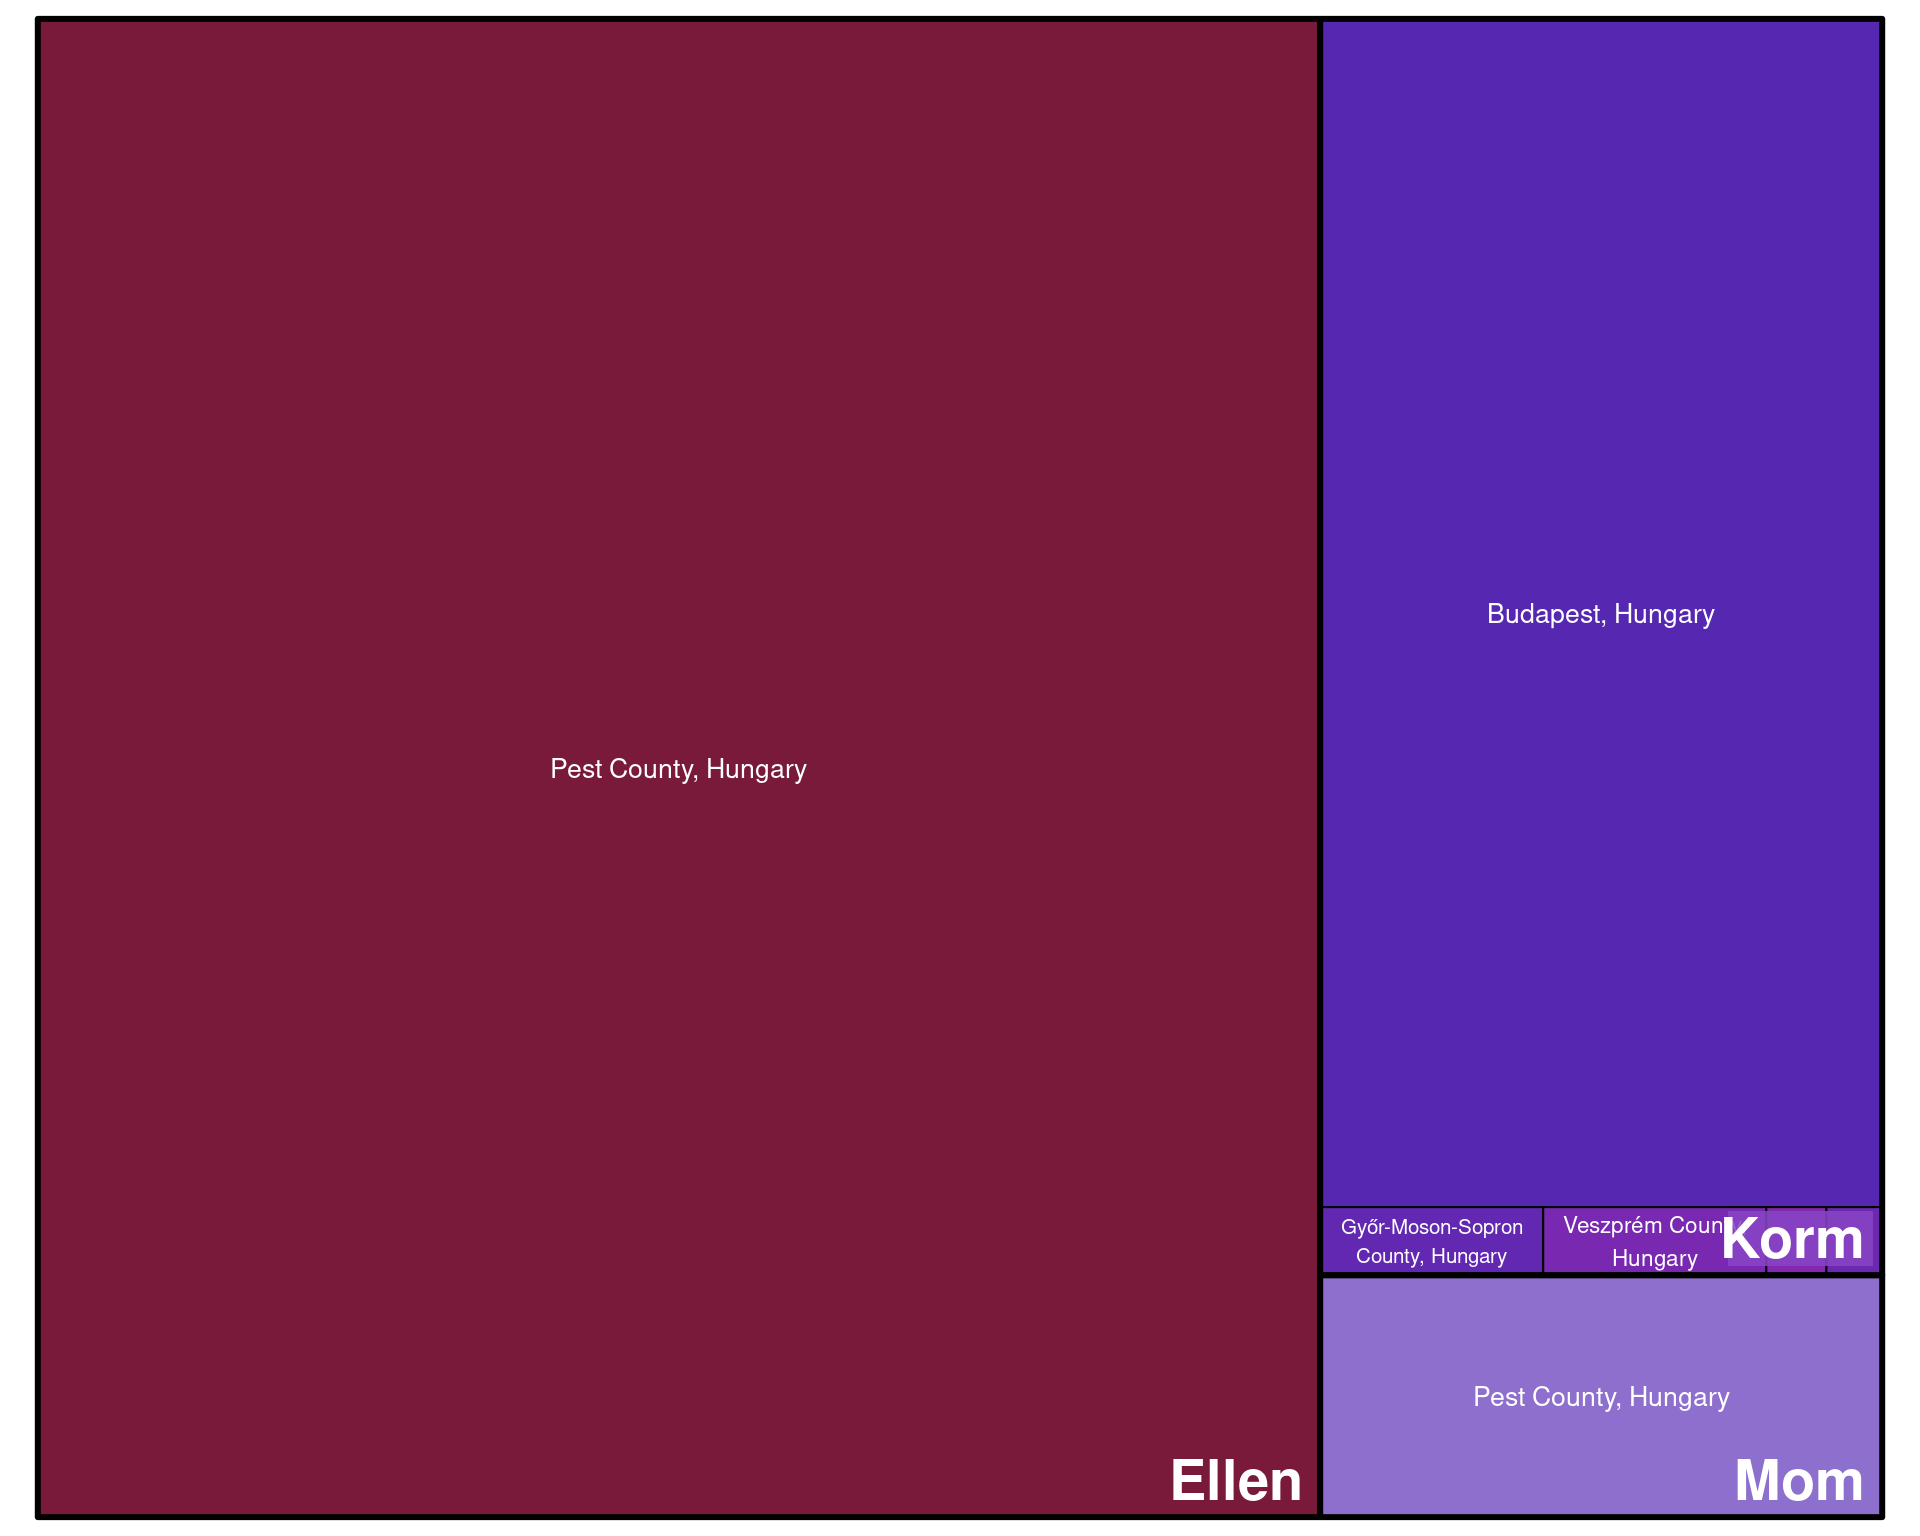 Pest County, Hungary
Ellen
Budapest, Hungary
Győr-Moson-Sopron
County, Hungary
Veszprém Coun
Hungary
Korm
Pest County, Hungary
Mom